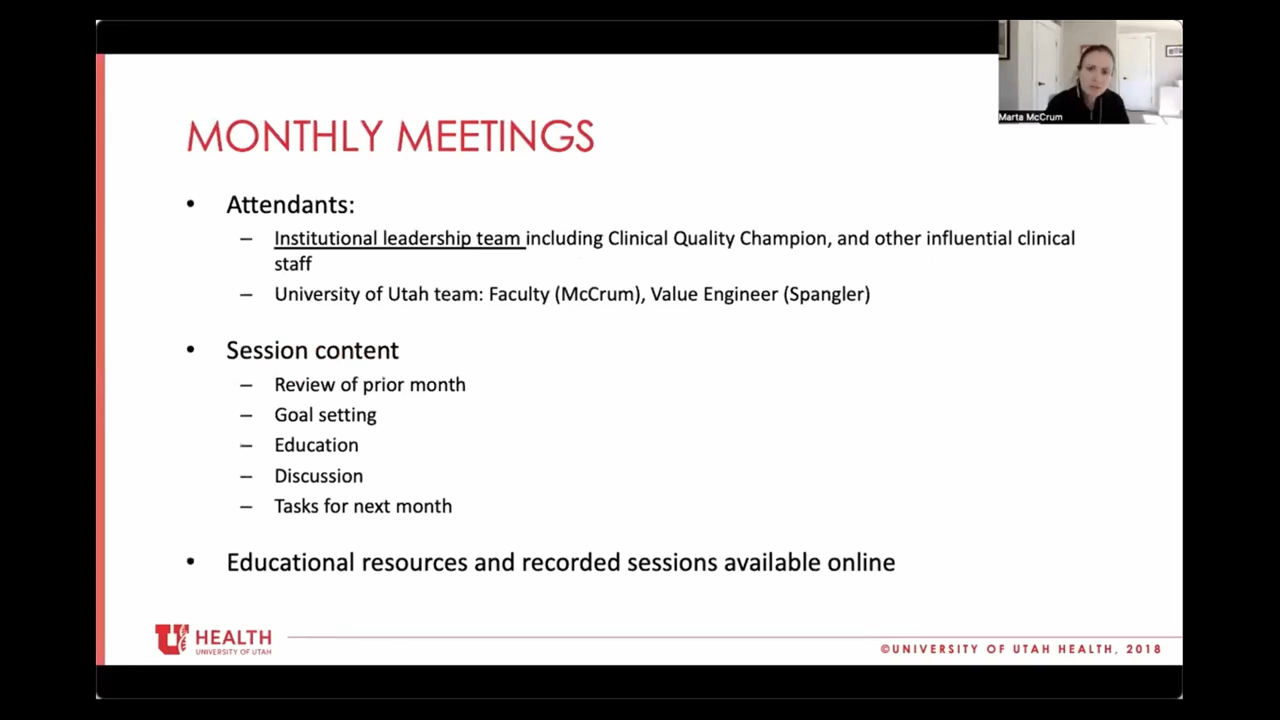 Marta McCrum
MONTHLY MEETINGS
• Attendants:
– Institutional leadership team including Clinical Quality Champion, and other influential clinical
staff
– University of Utah team: Faculty (McCrum), Value Engineer (Spangler)
• Session content
– Review of prior month
– Goal setting
– Education
– Discussion
– Tasks for next month
• Educational resources and recorded sessions available online
U HEALTH
UNIVERSITY OF UTAH
©UNIVERSITY OF UTAH HEALTH, 2018